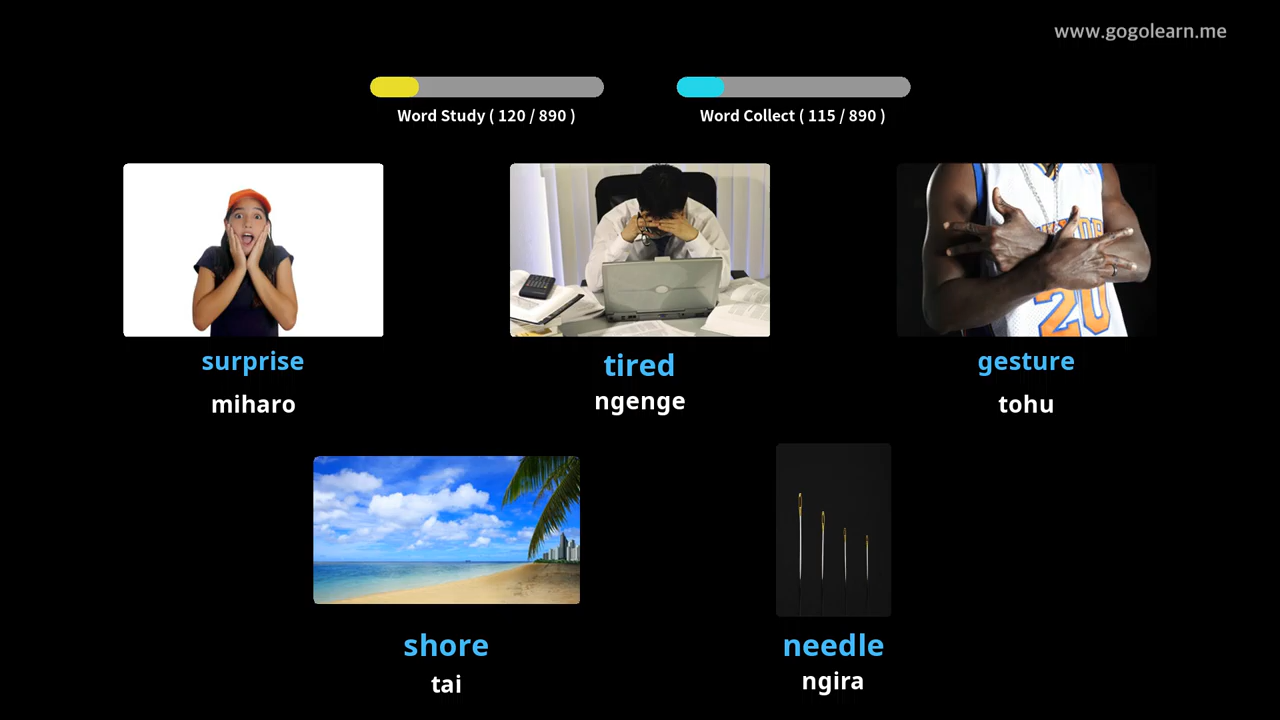 www.gogolearn.me
Word Study ( 120 / 890 )
Word Collect ( 115 / 890 )
surprise
miharo
tired
ngenge
gesture
tohu
20
shore
tai
needle
ngira